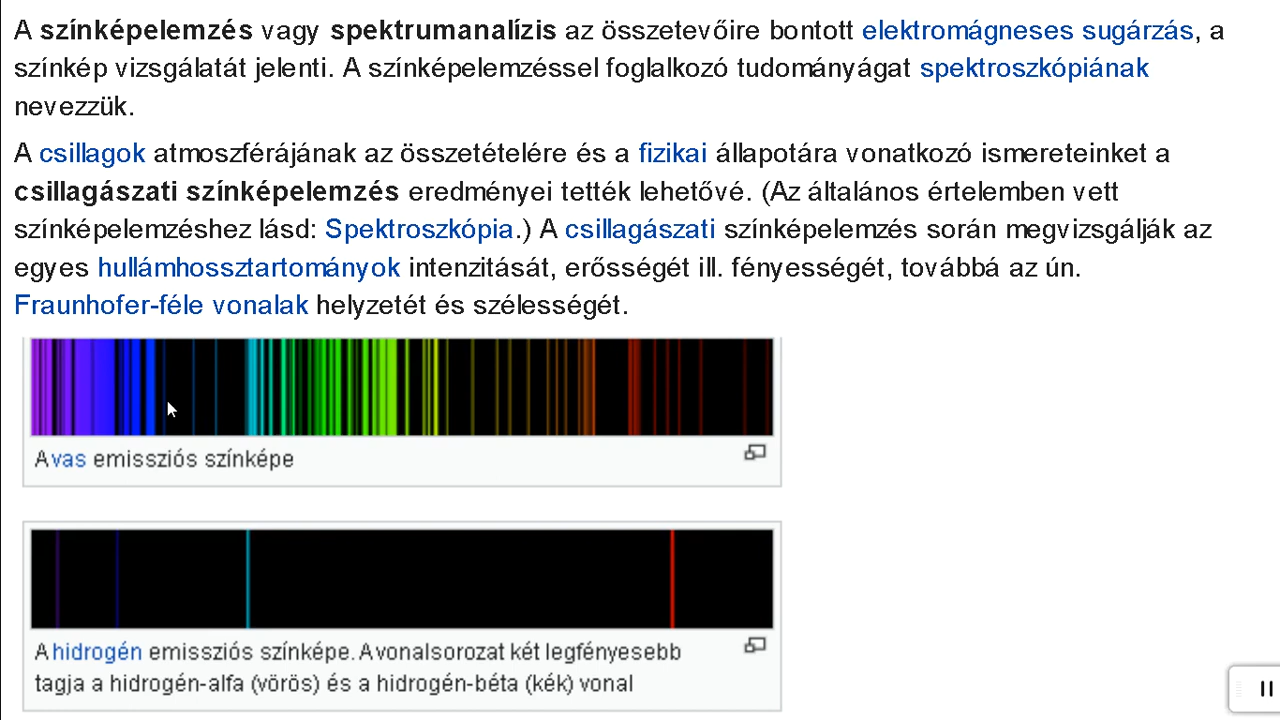 A színképelemzés vagy spektrumanalízis az összetevőire bontott elektromágneses sugárzás, a
színkép vizsgálatát jelenti. A színképelemzéssel foglalkozó tudományágat spektroszkópiának
nevezzük.
A csillagok atmoszférájának az összetételére és a fizikai állapotára vonatkozó ismereteinket a
csillagászati színképelemzés eredményei tették lehetővé. (Az általános értelemben vett
színképelemzéshez lásd: Spektroszkópia.) A csillagászati színképelemzés során megvizsgálják az
egyes hullámhossztartományok intenzitását, erősségét ill. fényességét, továbbá az ún.
Fraunhofer-féle vonalak helyzetét és szélességét.
A vas emissziós színképe
A hidrogén emissziós színképe. A vonalsorozat két legfényesebb
tagja a hidrogén-alfa (vörös) és a hidrogén-béta (kék) vonal